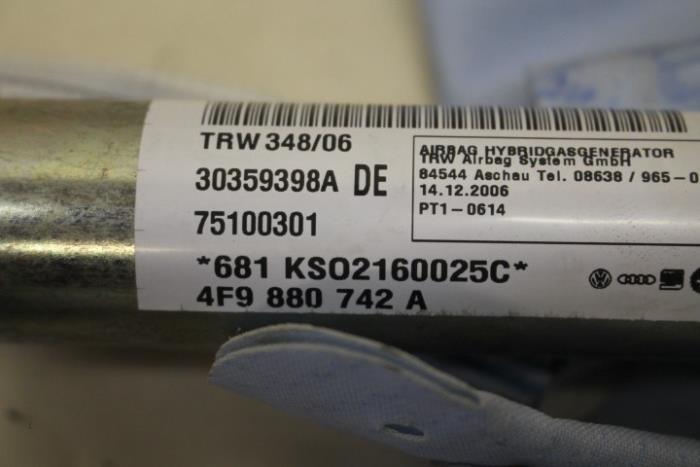 TRW 348/06
30359398A DE
75100301
*681 KSO2160025C*
4F9 880 742 A
AIRBAG HYBRIDGASGENERATOR
TRW Airbag System GmbH
84544 Aschau Tel. 08638 / 965-0
14.12.2006
PT1-0614